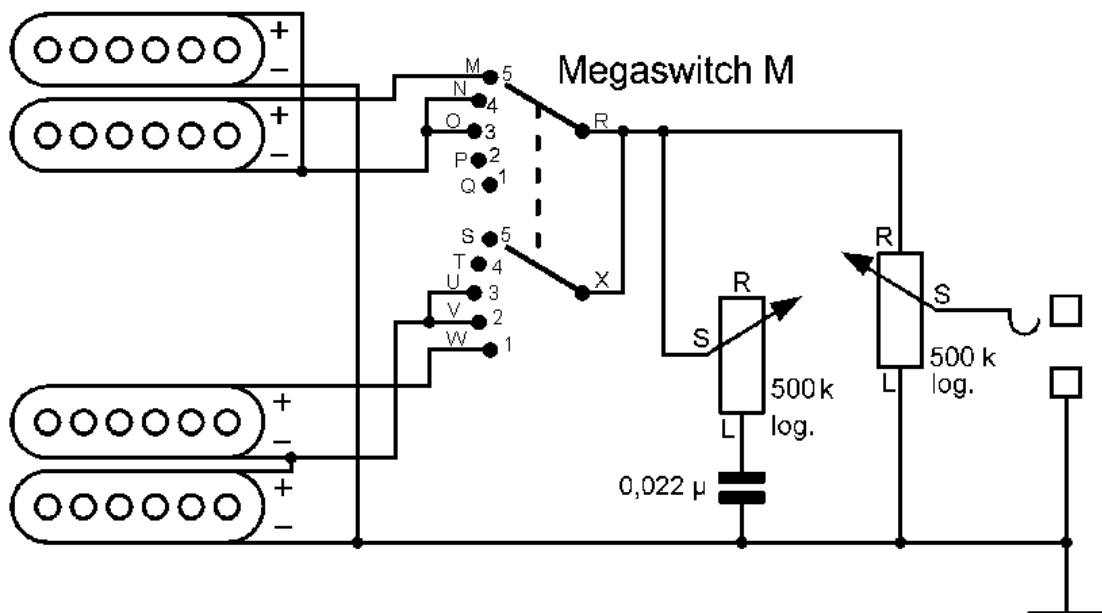 +
−
+
−
Megaswitch M
M 5
N 4
O 3
P 2
Q 1
R
S 5
T 4
U 3
V 2
W 1
X
R
S
500 k
log.
L
R
S
500 k
log.
L
0,022 µ
+
−
+
−